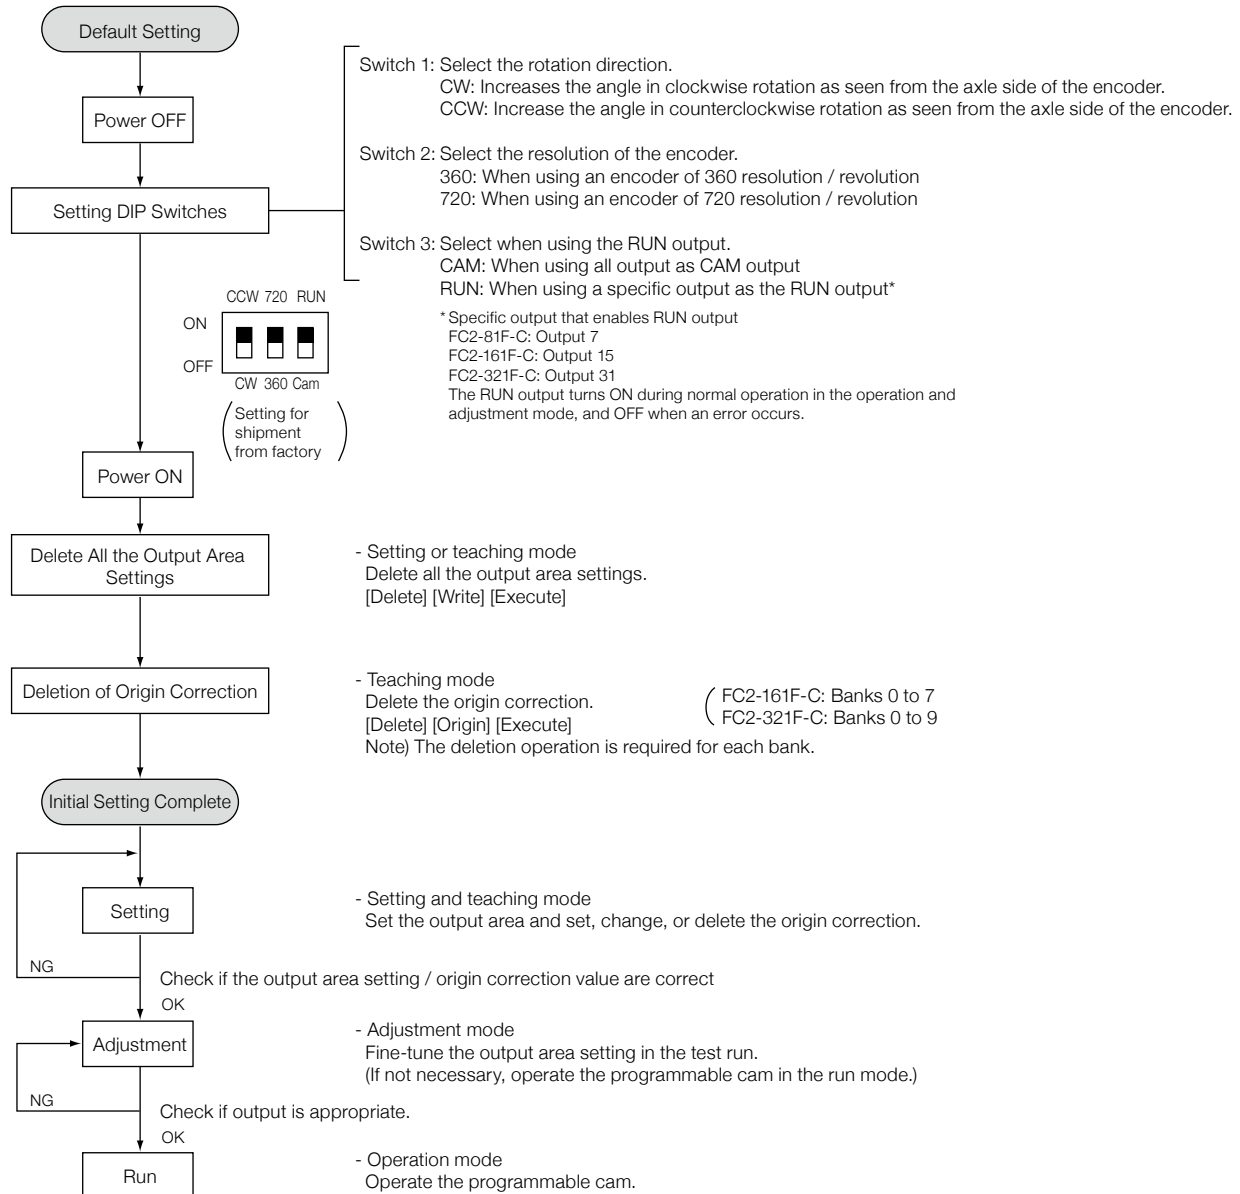 Default Setting
Power OFF
Setting DIP Switches
Switch 1: Select the rotation direction.
CW: Increases the angle in clockwise rotation as seen from the axle side of the encoder.
CCW: Increase the angle in counterclockwise rotation as seen from the axle side of the encoder.
Switch 2: Select the resolution of the encoder.
360: When using an encoder of 360 resolution / revolution
720: When using an encoder of 720 resolution / revolution
Switch 3: Select when using the RUN output.
CAM: When using all output as CAM output
RUN: When using a specific output as the RUN output*
* Specific output that enables RUN output
FC2-81F-C: Output 7
FC2-161F-C: Output 15
FC2-321F-C: Output 31
The RUN output turns ON during normal operation in the operation and
adjustment mode, and OFF when an error occurs.
CCW 720 RUN
ON
OFF
CW 360 Cam
Setting for
shipment
from factory
Power ON
Delete All the Output Area
Settings
- Setting or teaching mode
Delete all the output area settings.
[Delete] [Write] [Execute]
Deletion of Origin Correction
- Teaching mode
Delete the origin correction.
[Delete] [Origin] [Execute]
Note) The deletion operation is required for each bank.
FC2-161F-C: Banks 0 to 7
FC2-321F-C: Banks 0 to 9
Initial Setting Complete
Setting
- Setting and teaching mode
Set the output area and set, change, or delete the origin correction.
NG
Check if the output area setting / origin correction value are correct
OK
Adjustment
- Adjustment mode
Fine-tune the output area setting in the test run.
(If not necessary, operate the programmable cam in the run mode.)
NG
Check if output is appropriate.
OK
Run
- Operation mode
Operate the programmable cam.